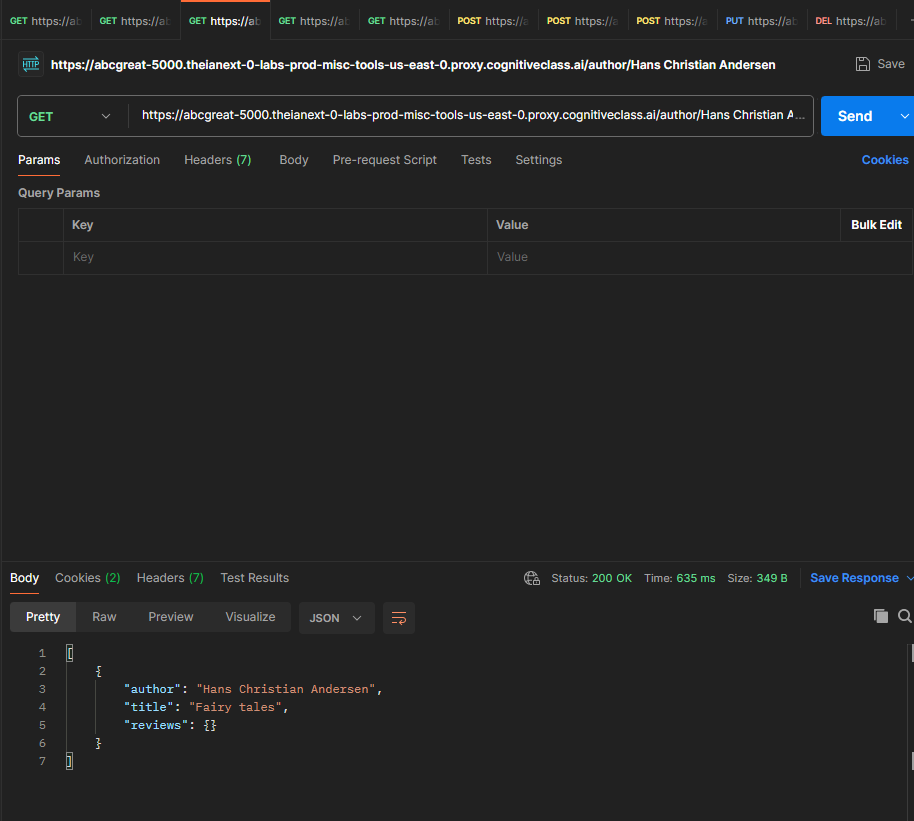 GET https://ab GET https://ab GET https://ab GET https://ab GET https://ab POST https:// POST https:// POST https:// PUT https://ab DEL https://ab
HTTP https://abcgreat-5000.theianext-0-labs-prod-misc-tools-us-east-0.proxy.cognitiveclass.ai/author/Hans Christian Andersen Save
GET https://abcgreat-5000.theianext-0-labs-prod-misc-tools-us-east-0.proxy.cognitiveclass.ai/author/Hans Christian A... Send
Params Authorization Headers (7) Body Pre-request Script Tests Settings Cookies
Query Params
Key Value Bulk Edit
Key Value
Body Cookies (2) Headers (7) Test Results Status: 200 OK Time: 635 ms Size: 349 B Save Response
Pretty Raw Preview Visualize JSON
1 [
2 {
3 "author": "Hans Christian Andersen",
4 "title": "Fairy tales",
5 "reviews": {}
6 }
7 ]